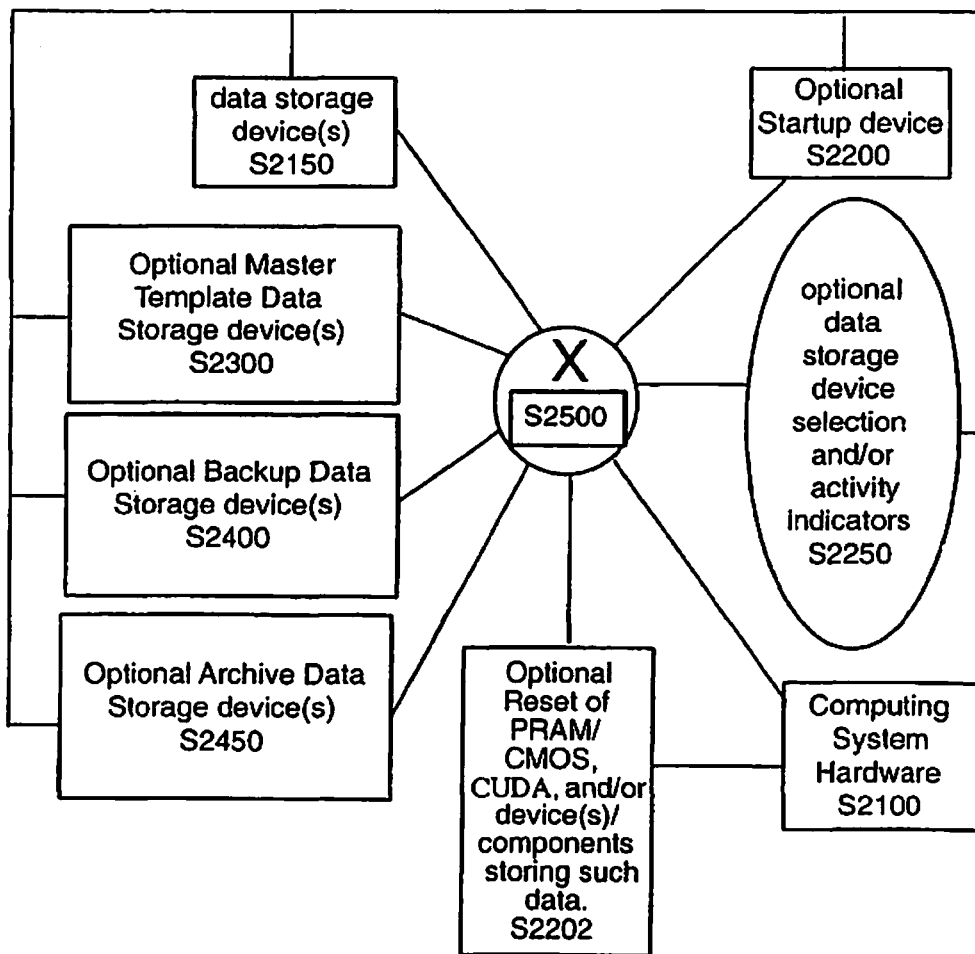 data storage
device(s)
S2150
Optional
Startup device
S2200
Optional Master
Template Data
Storage device(s)
S2300
X
S2500
optional
data
storage
device
selection
and/or
activity
indicators
S2250
Optional Backup Data
Storage device(s)
S2400
Optional Archive Data
Storage device(s)
S2450
Optional
Reset of
PRAM/
CMOS,
CUDA, and/or
device(s)/
components
storing such
data.
S2202
Computing
System
Hardware
S2100